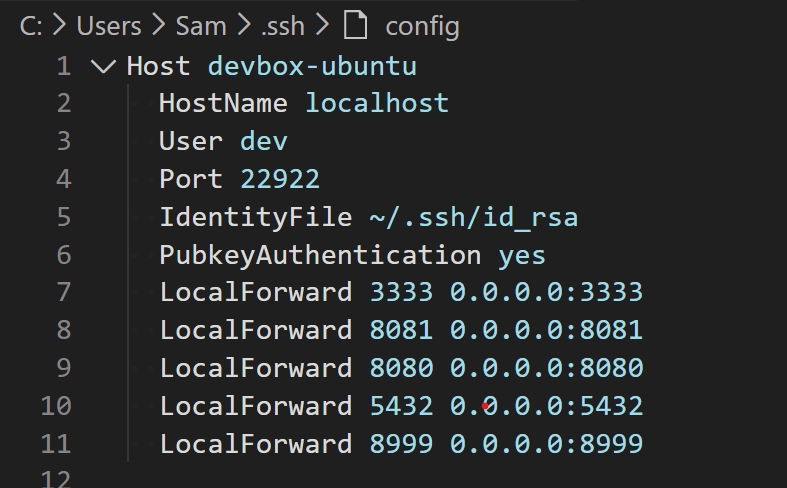 C: > Users > Sam > .ssh > config
1 Host devbox-ubuntu
2 HostName localhost
3 User dev
4 Port 22922
5 IdentityFile ~/.ssh/id_rsa
6 PubkeyAuthentication yes
7 LocalForward 3333 0.0.0.0:3333
8 LocalForward 8081 0.0.0.0:8081
9 LocalForward 8080 0.0.0.0:8080
10 LocalForward 5432 0.0.0.0:5432
11 LocalForward 8999 0.0.0.0:8999
12